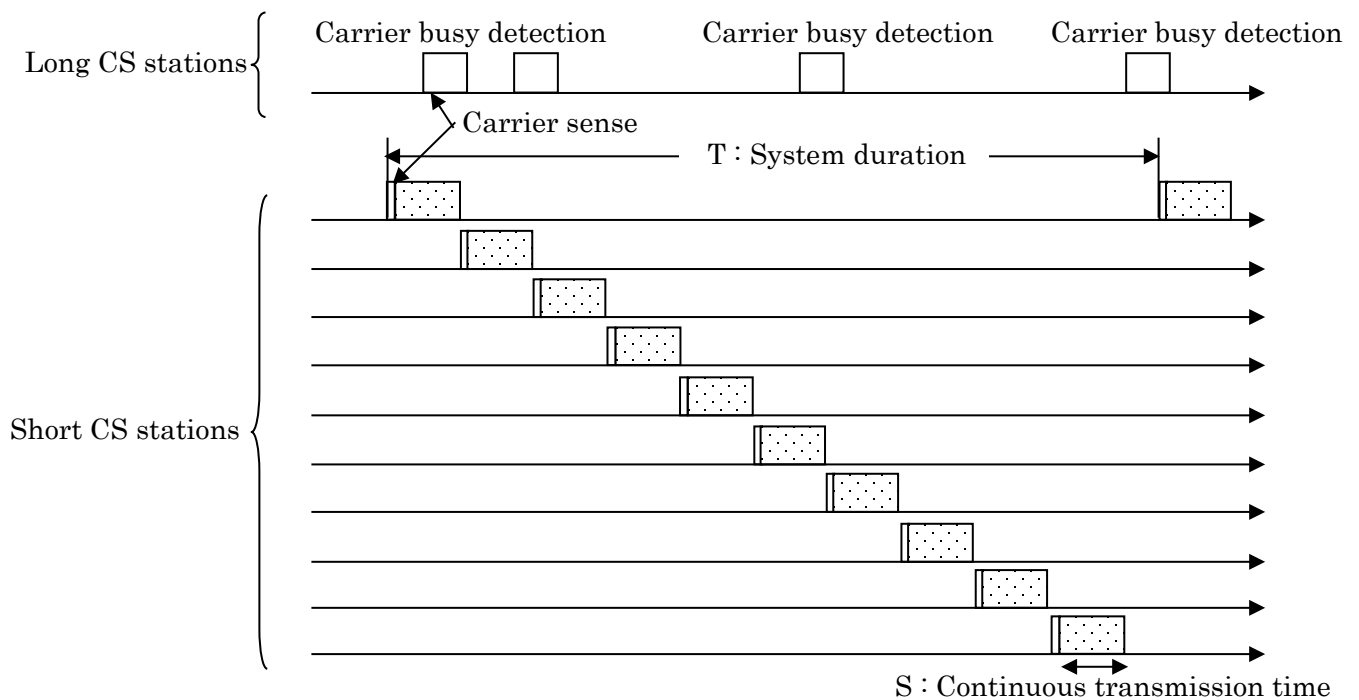 Carrier busy detection
Carrier busy detection
Carrier busy detection
Long CS stations
Carrier sense
T : System duration
Short CS stations
S : Continuous transmission time